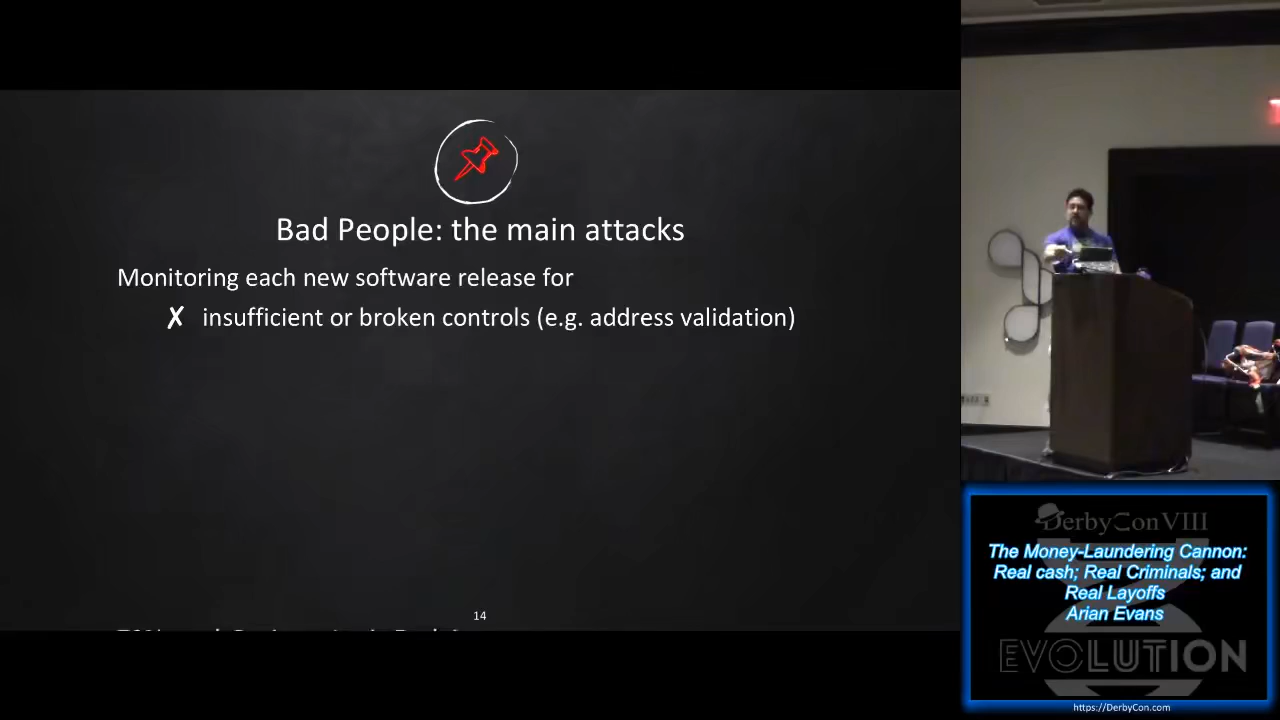 Bad People: the main attacks
Monitoring each new software release for
✗ insufficient or broken controls (e.g. address validation)
14
DerbyCon VIII
The Money-Laundering Cannon:
Real cash; Real Criminals; and
Real Layoffs
Arian Evans
EVOLUTION
https://DerbyCon.com